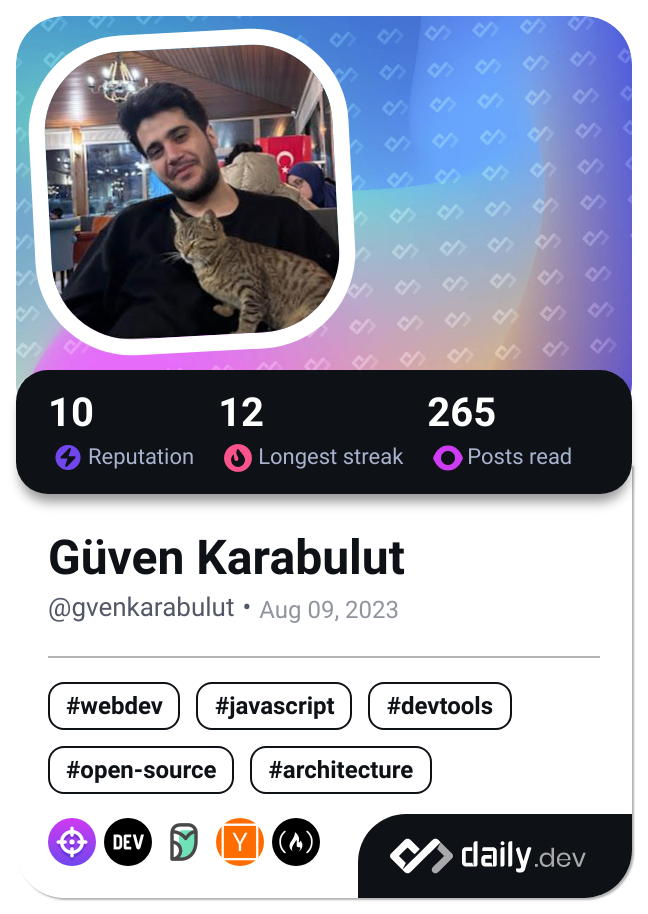 10 12 265
Reputation Longest streak Posts read
Güven Karabulut
@gvenkarabulut • Aug 09, 2023
#webdev #javascript #devtools
#open-source #architecture
DEV Y daily.dev